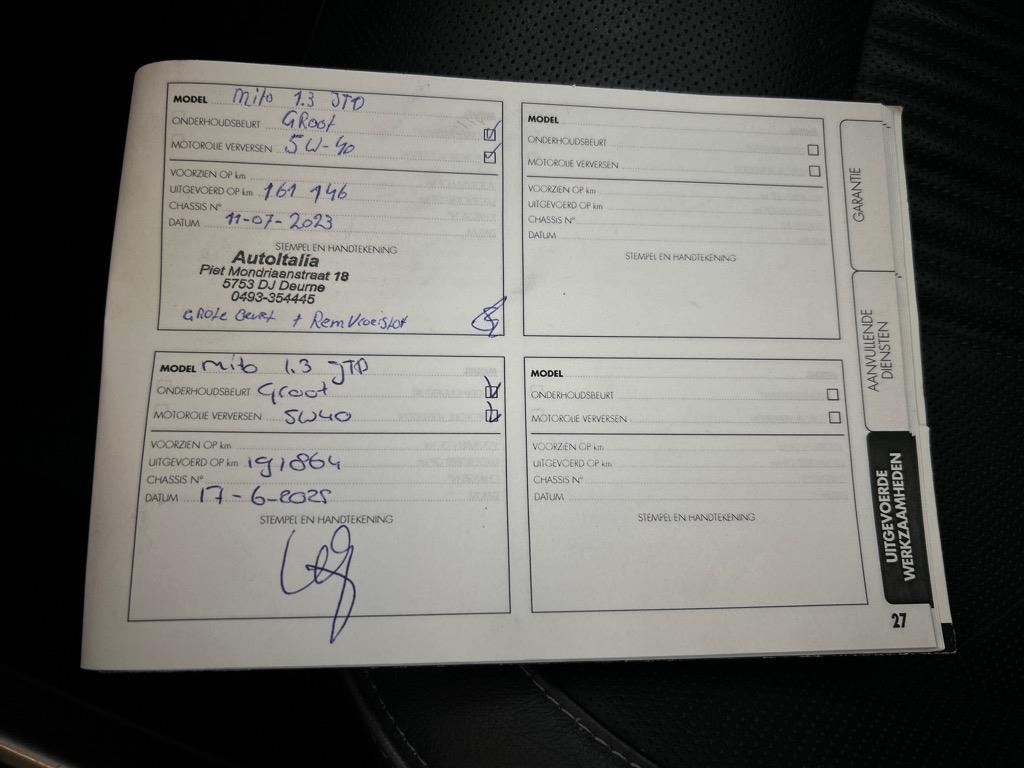 MODEL Mito 1.3 JTD
ONDERHOUDSBEURT GRoot
MOTOROLIE VERVERSEN 5W-40
VOORZIEN OP km
UITGEVOERD OP km 161 146
CHASSIS N°
DATUM 11-07-2023
STEMPEL EN HANDTEKENING
AutoItalia
Piet Mondriaanstraat 18
5753 DJ Deurne
0493-354445
GRote Beurt + Remvloeistof
MODEL Mito 1.3 JTD
ONDERHOUDSBEURT Groot
MOTOROLIE VERVERSEN 5W40
VOORZIEN OP km
UITGEVOERD OP km 191864
CHASSIS N°
DATUM 17-6-2025
STEMPEL EN HANDTEKENING
MODEL
ONDERHOUDSBEURT
MOTOROLIE VERVERSEN
VOORZIEN OP km
UITGEVOERD OP km
CHASSIS N°
DATUM
STEMPEL EN HANDTEKENING
MODEL
ONDERHOUDSBEURT
MOTOROLIE VERVERSEN
VOORZIEN OP km
UITGEVOERD OP km
CHASSIS N°
DATUM
STEMPEL EN HANDTEKENING
GARANTIE
AANVULLENDE
DIENSTEN
UITGEVOERDE
WERKZAAMHEDEN
27